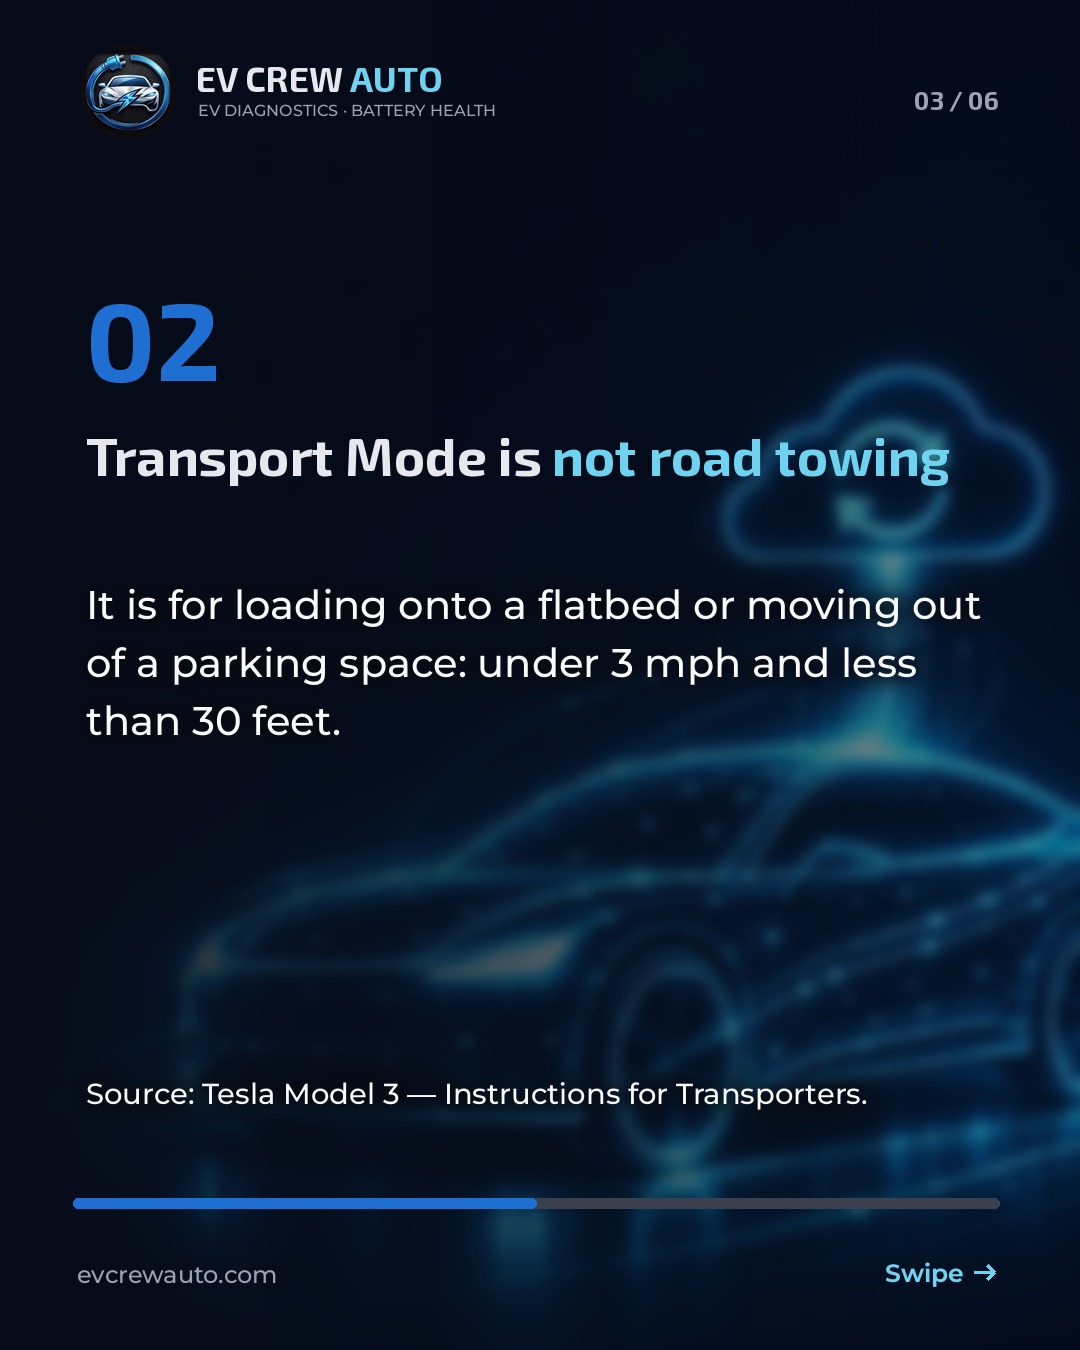 EV CREW AUTO
EV DIAGNOSTICS · BATTERY HEALTH
03 / 06
02
Transport Mode is not road towing
It is for loading onto a flatbed or moving out
of a parking space: under 3 mph and less
than 30 feet.
Source: Tesla Model 3 — Instructions for Transporters.
evcrewauto.com
Swipe →